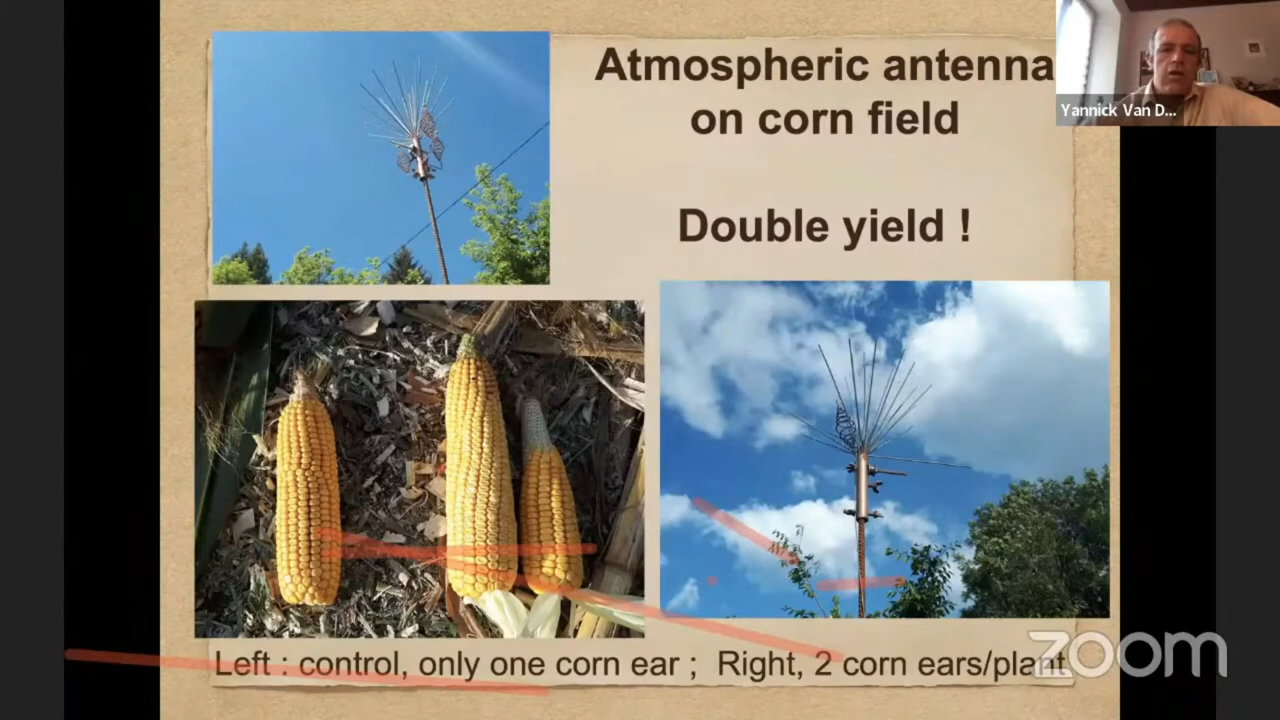 Atmospheric antenna
on corn field
Yannick Van D...
Double yield !
Left : control, only one corn ear ; Right, 2 corn ears/plant
zoom